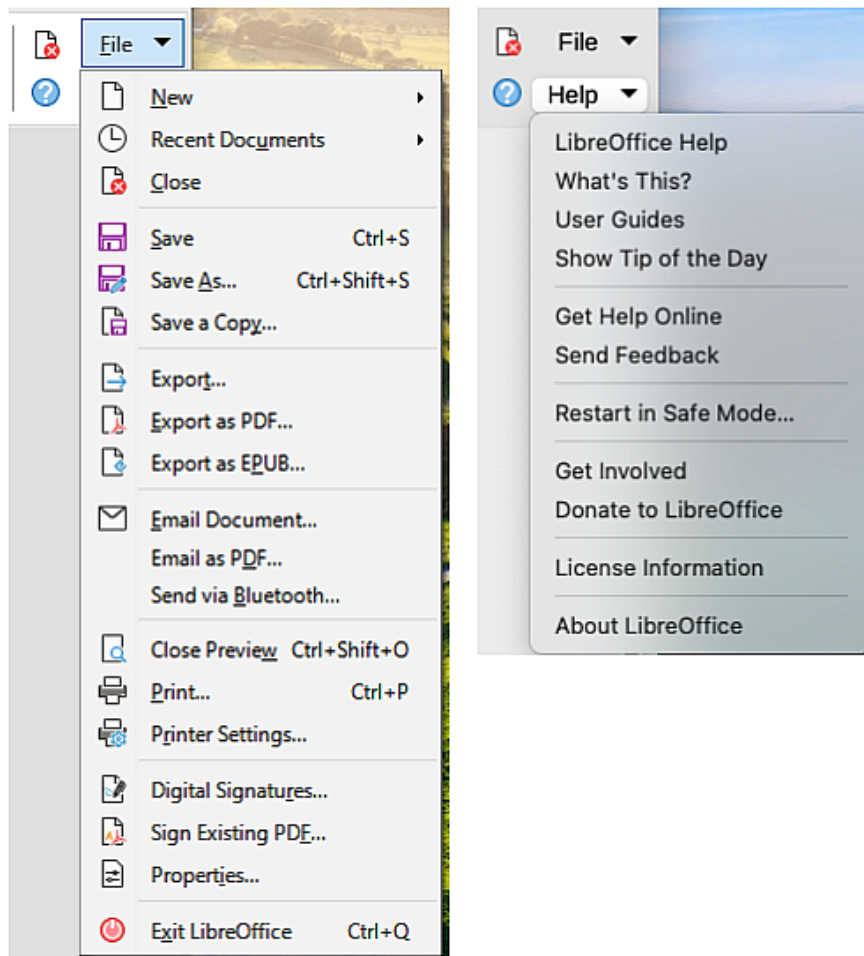 File
New
Recent Documents
Close
Save Ctrl+S
Save As... Ctrl+Shift+S
Save a Copy...
Export...
Export as PDF...
Export as EPUB...
Email Document...
Email as PDF...
Send via Bluetooth...
Close Preview Ctrl+Shift+O
Print... Ctrl+P
Printer Settings...
Digital Signatures...
Sign Existing PDF...
Properties...
Exit LibreOffice Ctrl+Q
File
Help
LibreOffice Help
What's This?
User Guides
Show Tip of the Day
Get Help Online
Send Feedback
Restart in Safe Mode...
Get Involved
Donate to LibreOffice
License Information
About LibreOffice